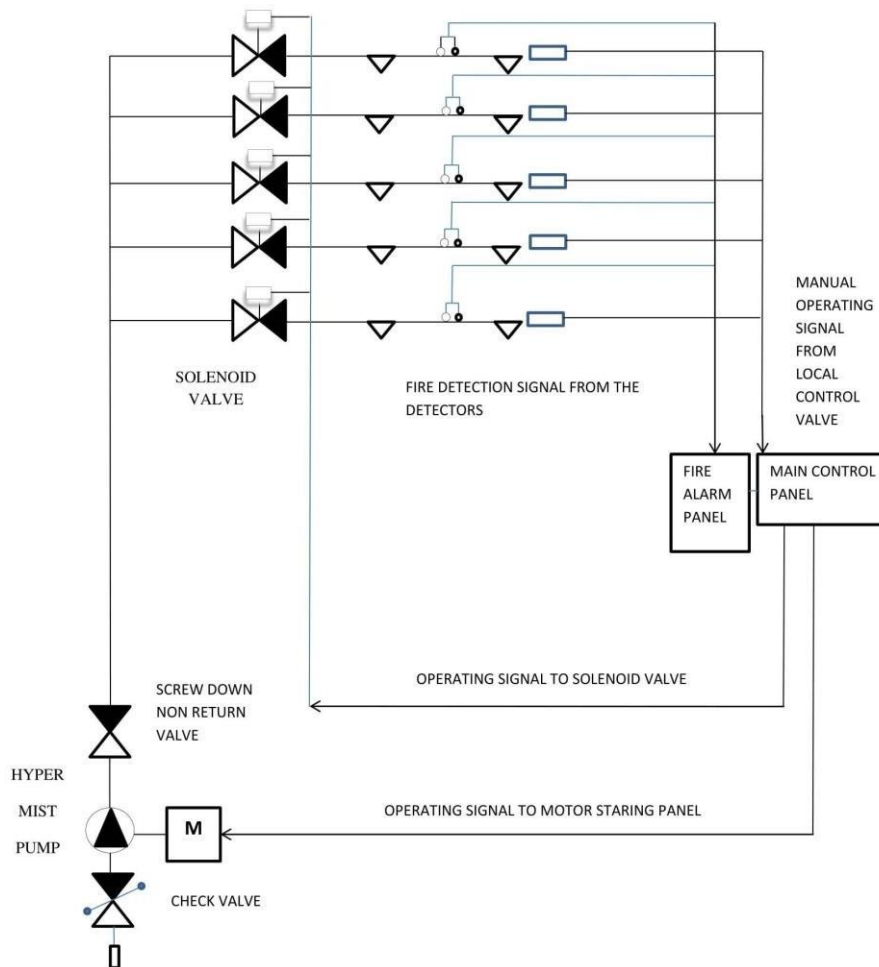 MANUAL
OPERATING
SIGNAL
FROM
LOCAL
CONTROL
VALVE
SOLENOID
VALVE
FIRE DETECTION SIGNAL FROM THE
DETECTORS
FIRE
ALARM
PANEL
MAIN CONTROL
PANEL
OPERATING SIGNAL TO SOLENOID VALVE
SCREW DOWN
NON RETURN
VALVE
HYPER
MIST
PUMP
M
OPERATING SIGNAL TO MOTOR STARING PANEL
CHECK VALVE